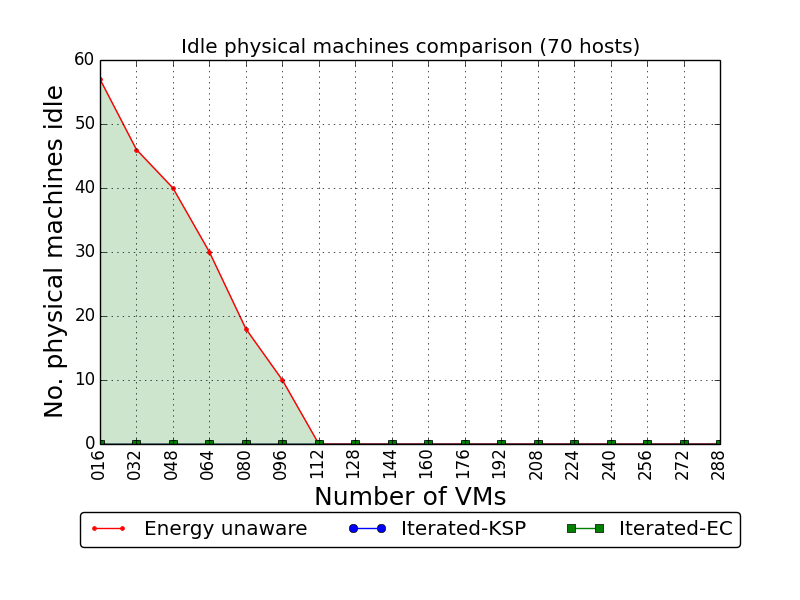 Idle physical machines comparison (70 hosts)
No. physical machines idle
60
50
40
30
20
10
0
016 032 048 064 080 096 112 128 144 160 176 192 208 224 240 256 272 288
Number of VMs
Energy unaware Iterated-KSP Iterated-EC